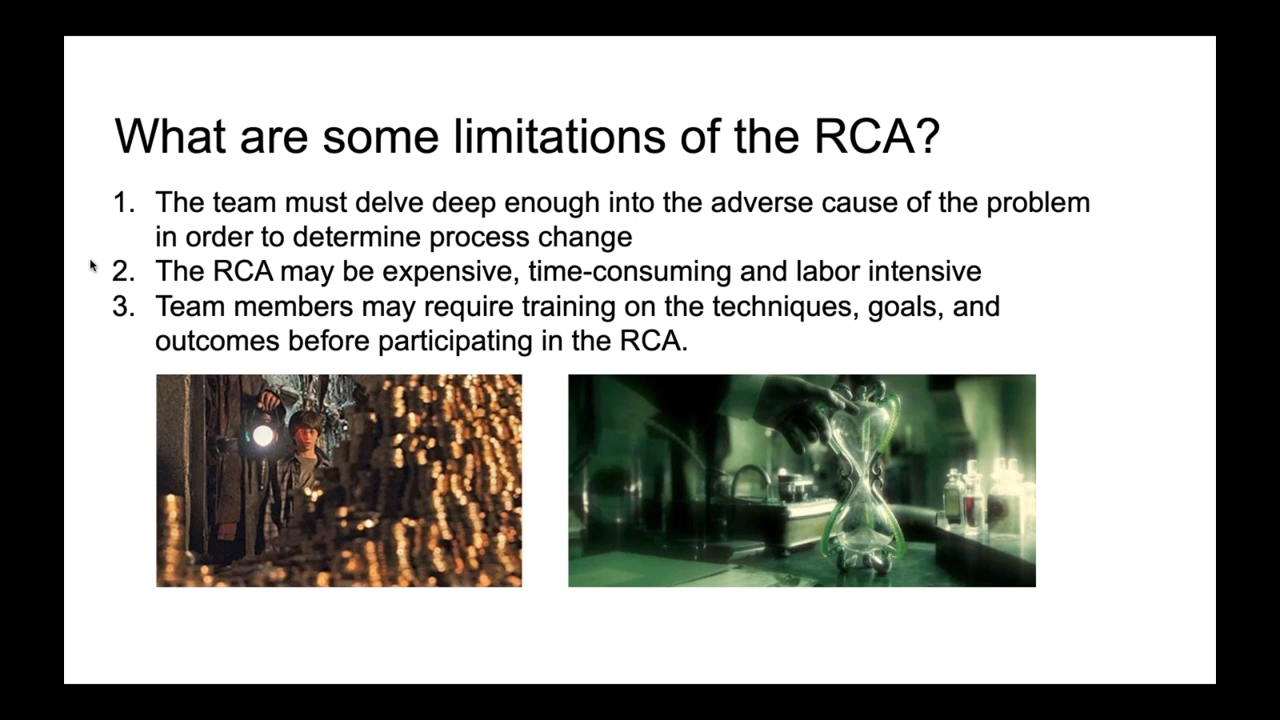 What are some limitations of the RCA?
1. The team must delve deep enough into the adverse cause of the problem
in order to determine process change
2. The RCA may be expensive, time-consuming and labor intensive
3. Team members may require training on the techniques, goals, and
outcomes before participating in the RCA.